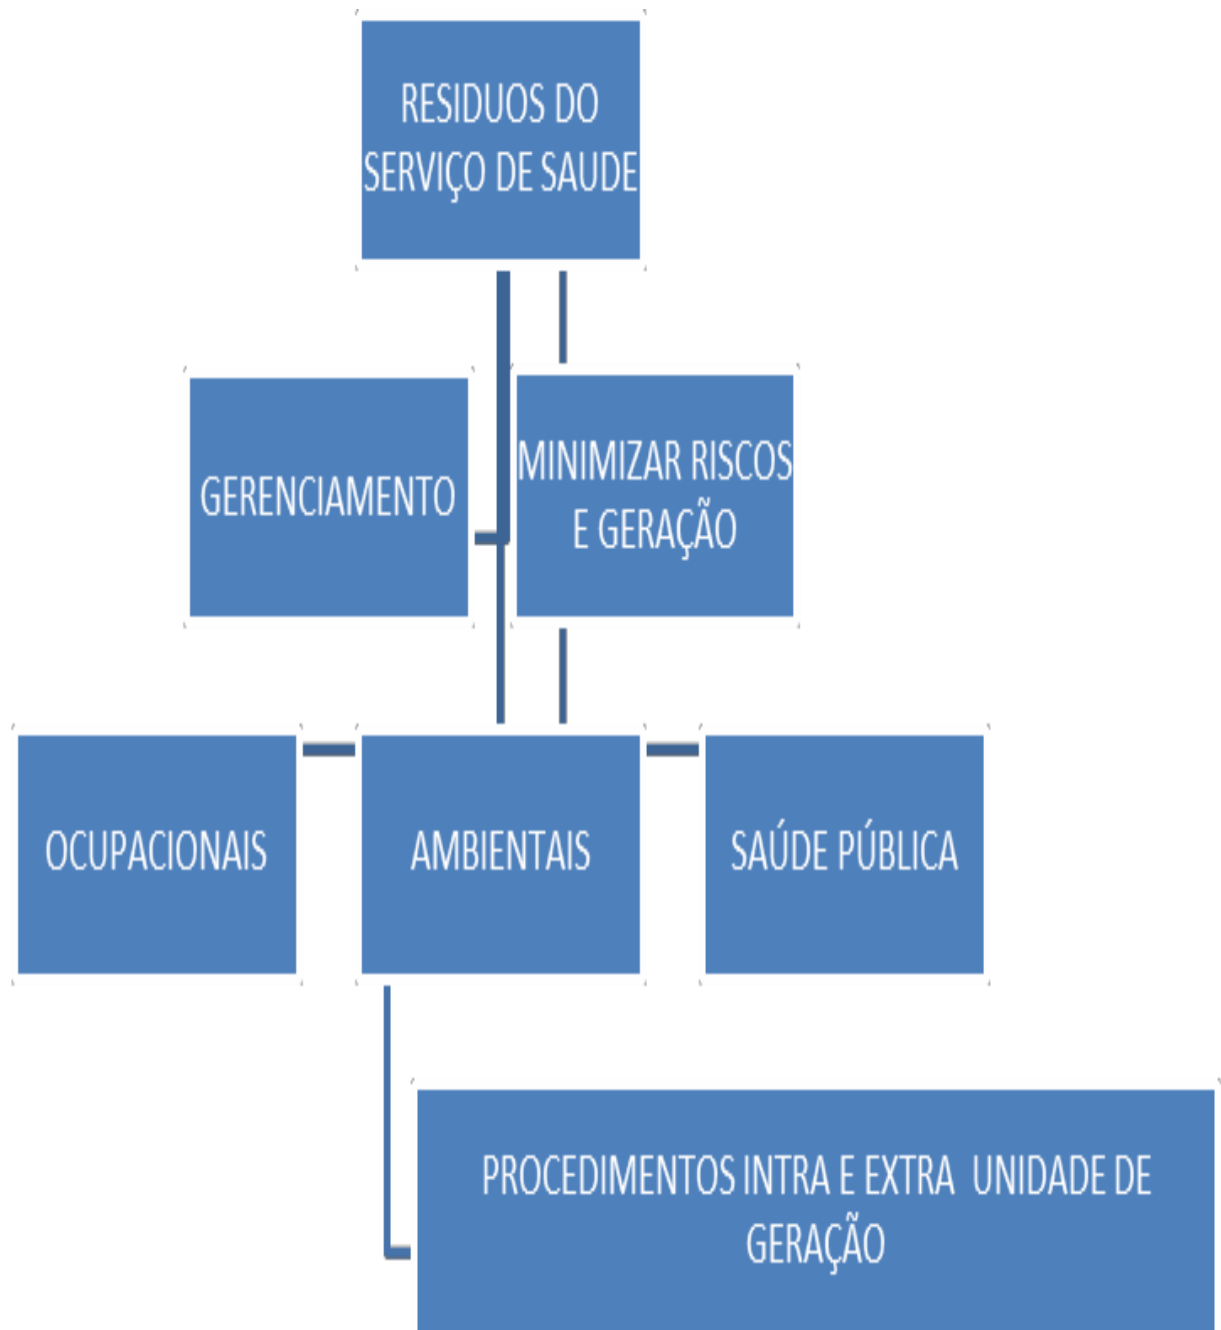 RESIDUOS DO
SERVIÇO DE SAUDE
GERENCIAMENTO
MINIMIZAR RISCOS
E GERAÇÃO
OCUPACIONAIS
AMBIENTAIS
SAÚDE PÚBLICA
PROCEDIMENTOS INTRA E EXTRA UNIDADE DE
GERAÇÃO